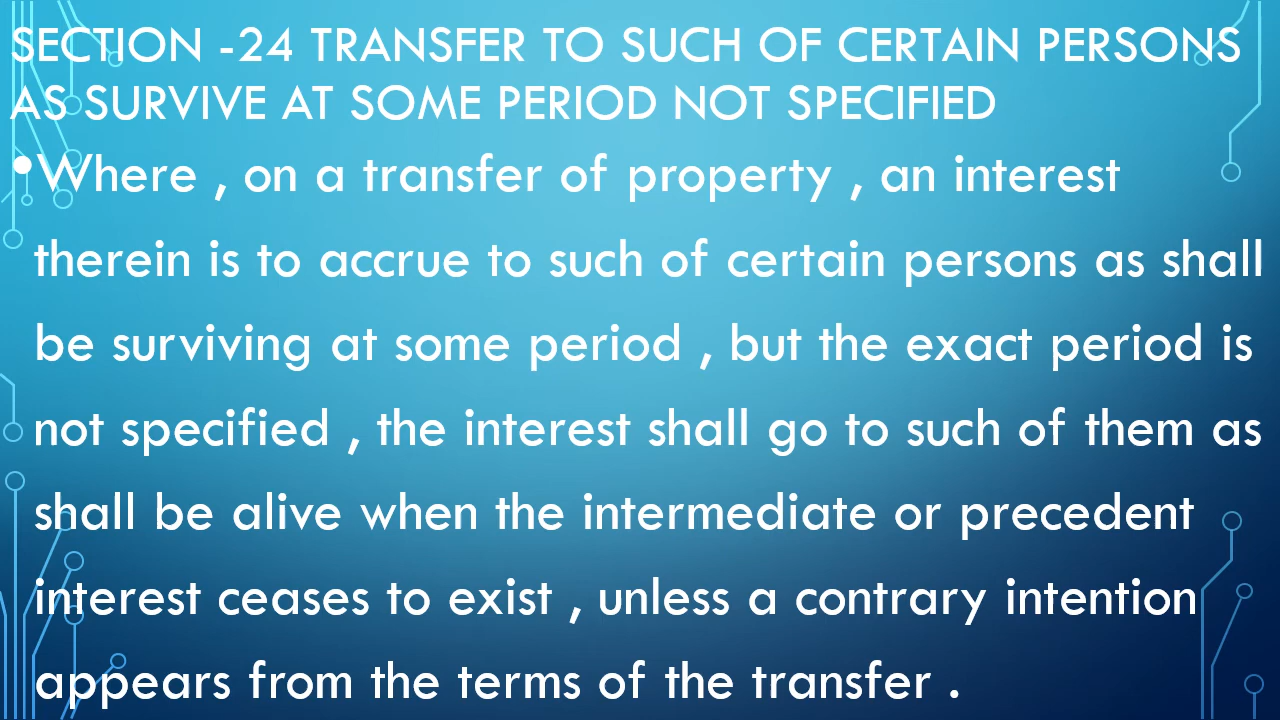 SECTION -24 TRANSFER TO SUCH OF CERTAIN PERSONS
AS SURVIVE AT SOME PERIOD NOT SPECIFIED
•Where , on a transfer of property , an interest
therein is to accrue to such of certain persons as shall
be surviving at some period , but the exact period is
not specified , the interest shall go to such of them as
shall be alive when the intermediate or precedent
interest ceases to exist , unless a contrary intention
appears from the terms of the transfer .